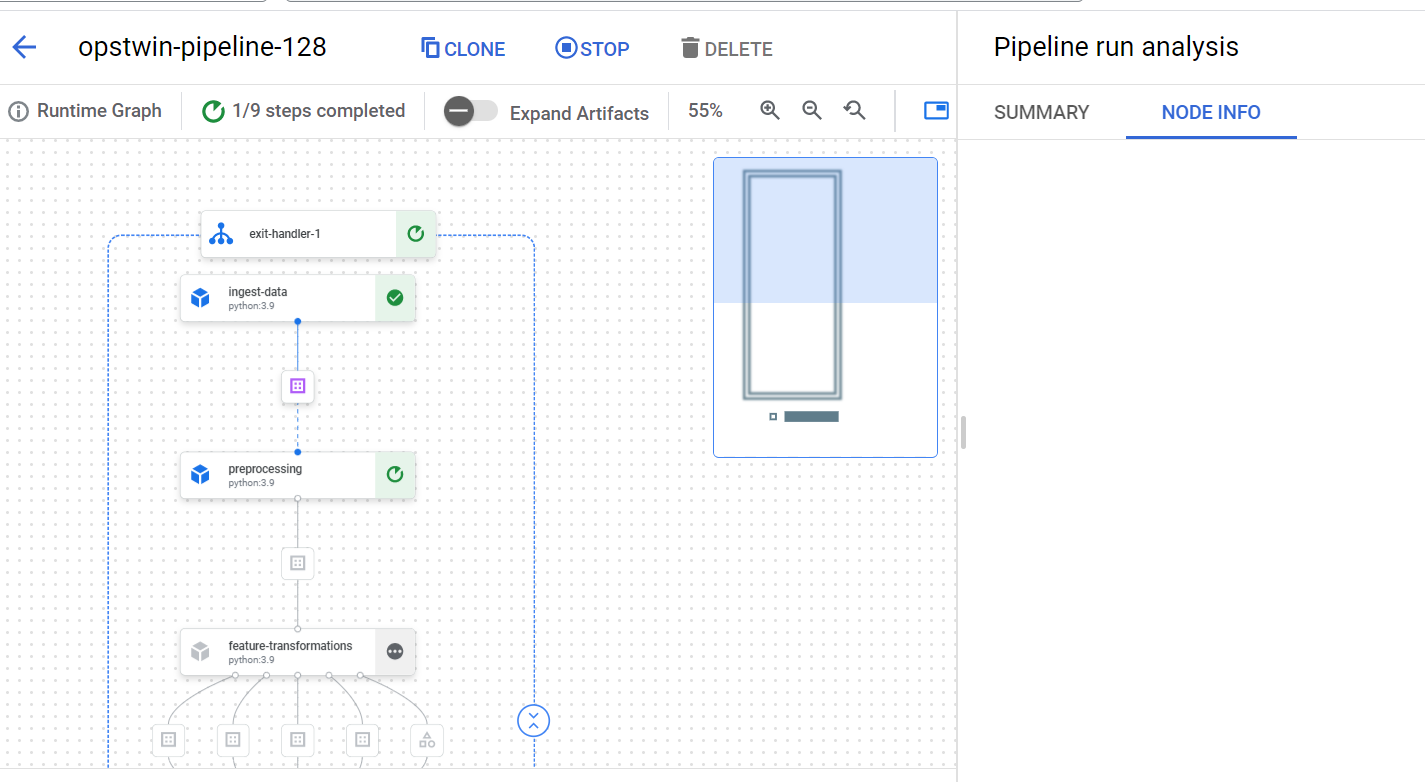 opstwin-pipeline-128
CLONE
STOP
DELETE
Pipeline run analysis
Runtime Graph
1/9 steps completed
Expand Artifacts
55%
SUMMARY
NODE INFO
exit-handler-1
ingest-data
python:3.9
preprocessing
python:3.9
feature-transformations
python:3.9